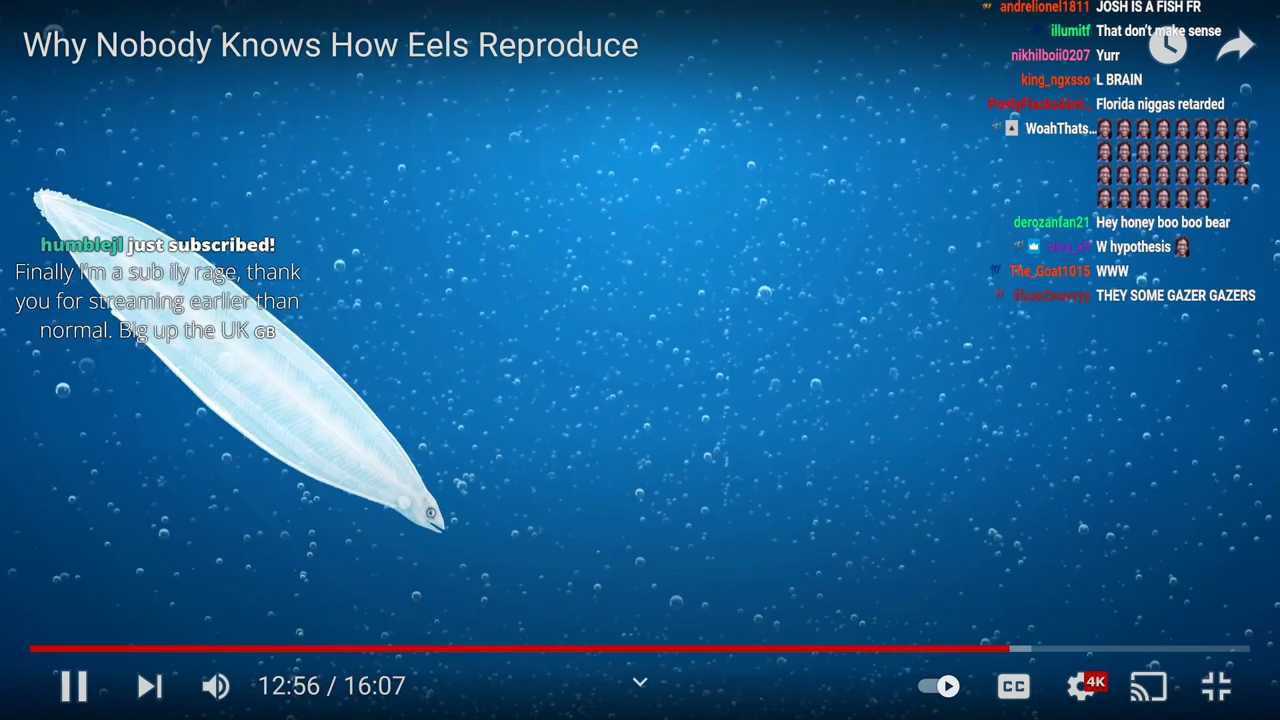 Why Nobody Knows How Eels Reproduce
andrelionel1811 JOSH IS A FISH FR
illumitf That don't make sense
nikhilboii0207 Yurr
king_ngxsso L BRAIN
Florida niggas retarded
WoahThats...
derozanfan21 Hey honey boo boo bear
W hypothesis
The_Goat1015 WWW
THEY SOME GAZER GAZERS
humblejl just subscribed!
Finally I'm a sub ily rage, thank
you for streaming earlier than
normal. Big up the UK GB
12:56 / 16:07
CC
4K